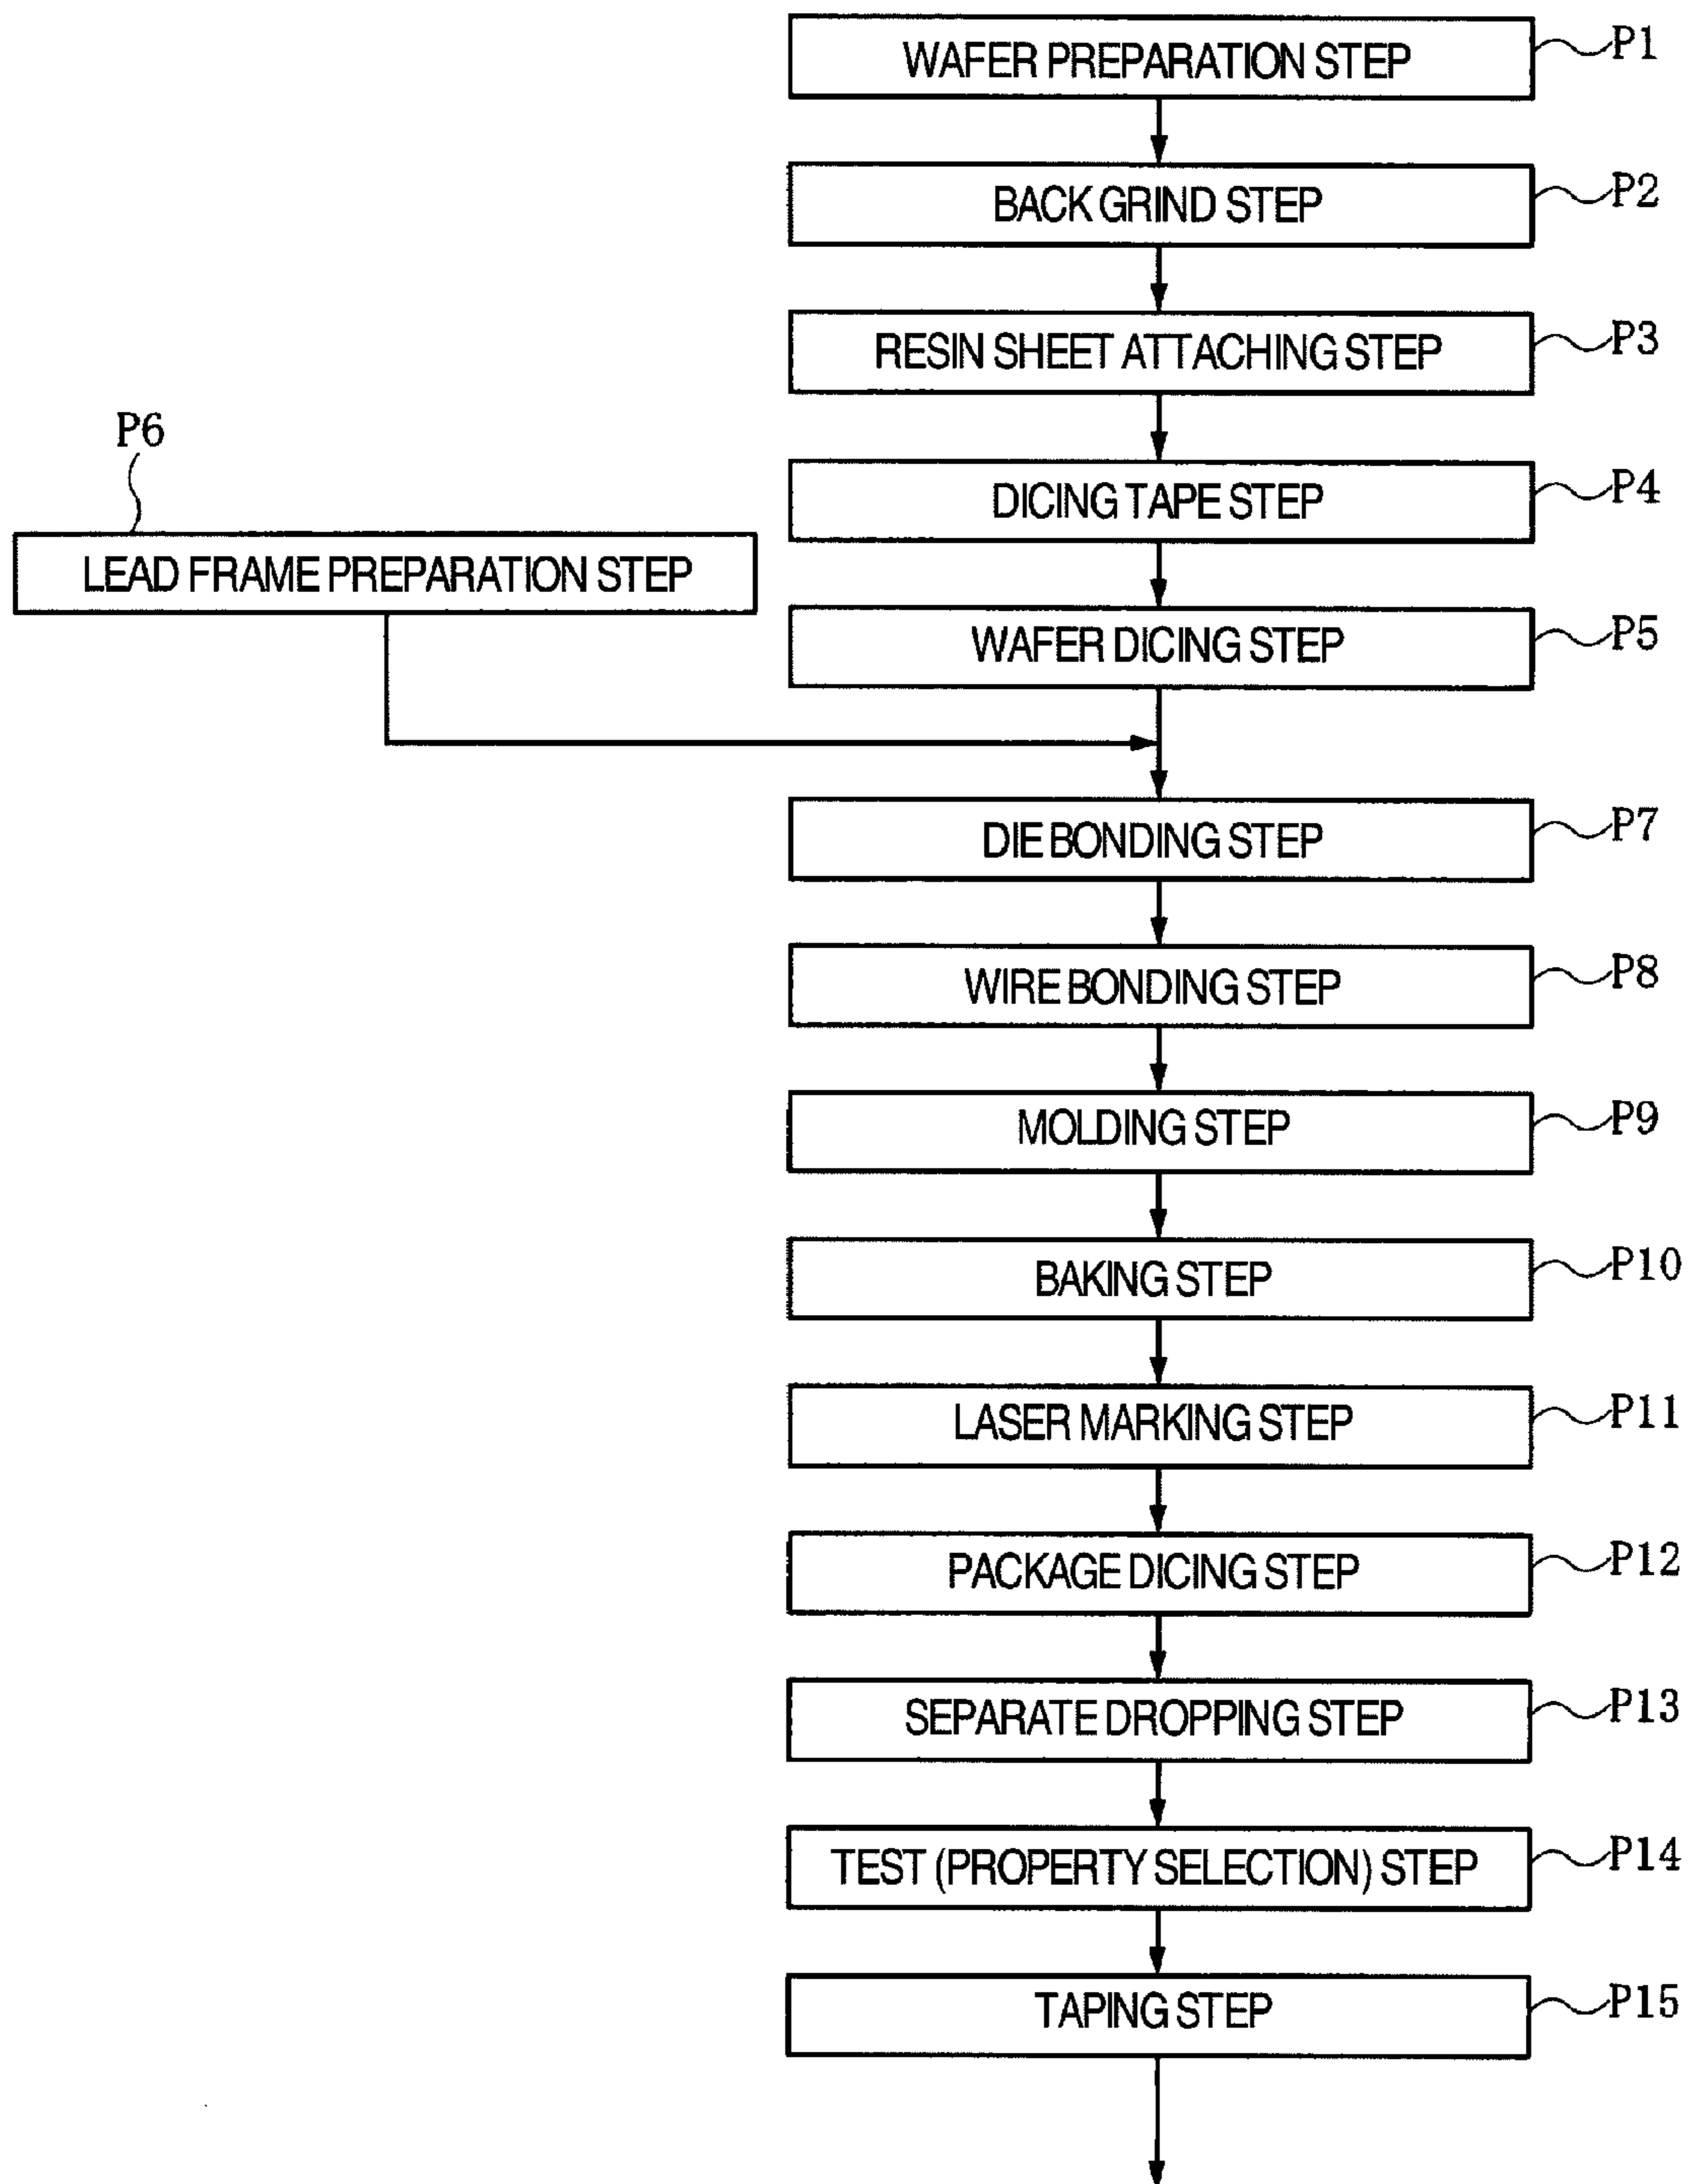 WAFER PREPARATION STEP P1
BACK GRIND STEP P2
RESIN SHEET ATTACHING STEP P3
P6
DICING TAPE STEP P4
LEAD FRAME PREPARATION STEP
WAFER DICING STEP P5
DIE BONDING STEP P7
WIRE BONDING STEP P8
MOLDING STEP P9
BAKING STEP P10
LASER MARKING STEP P11
PACKAGE DICING STEP P12
SEPARATE DROPPING STEP P13
TEST (PROPERTY SELECTION) STEP P14
TAPING STEP P15